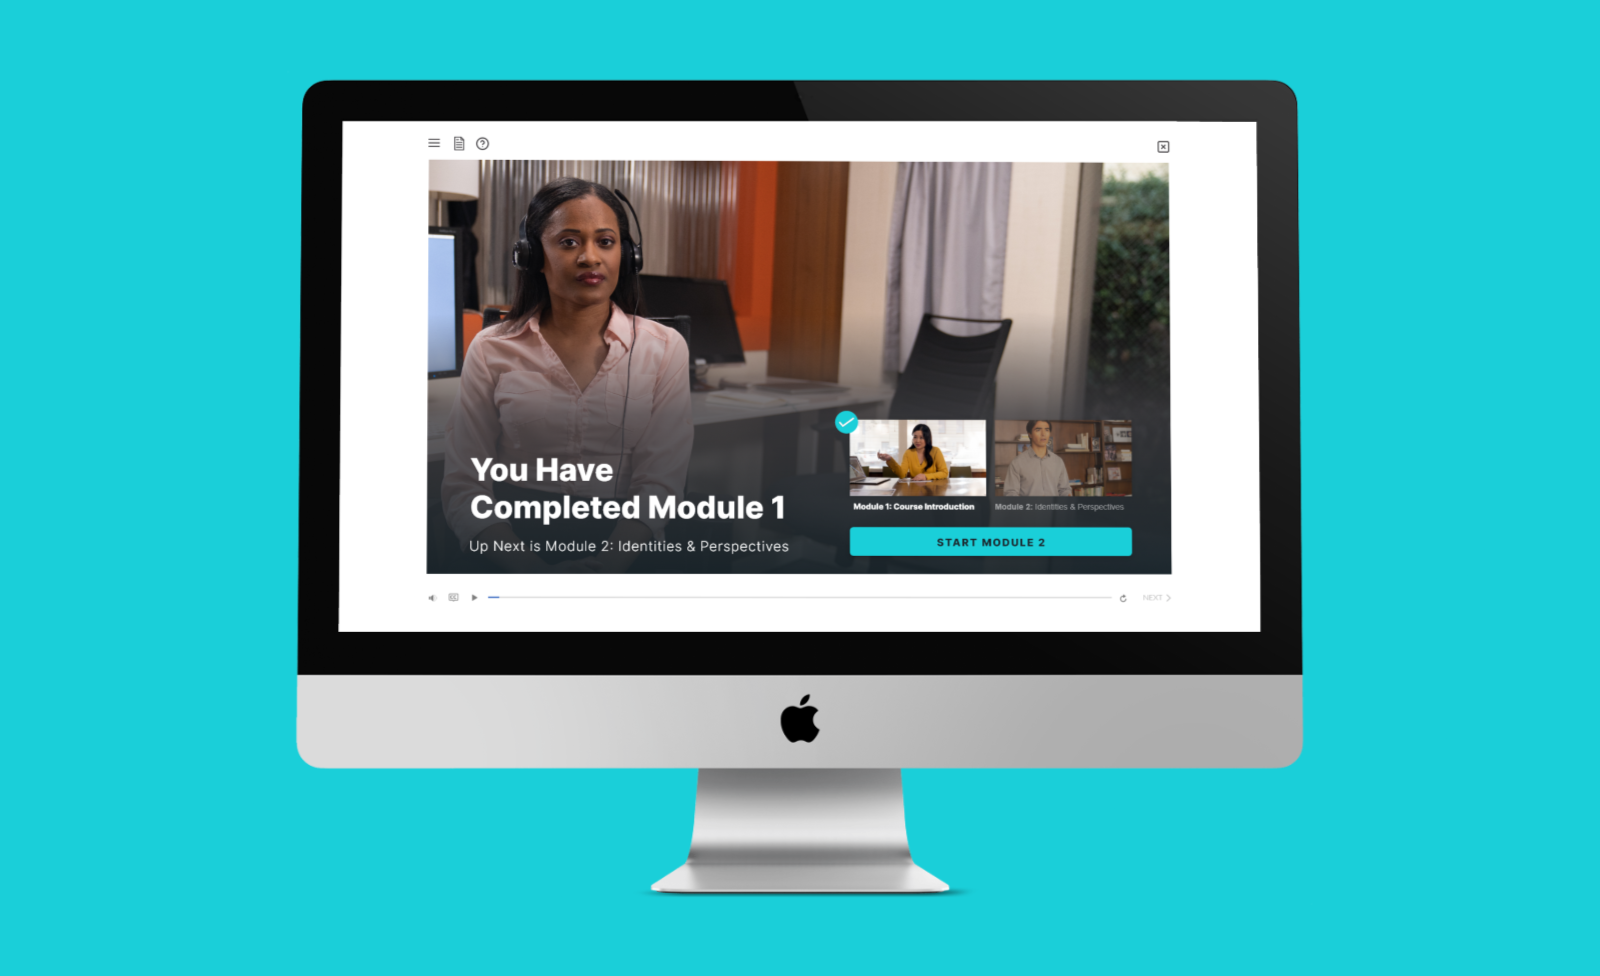 You Have
Completed Module 1
Up Next is Module 2: Identities & Perspectives
Module 1: Course Introduction
Module 2: Identities & Perspectives
START MODULE 2
CC
NEXT